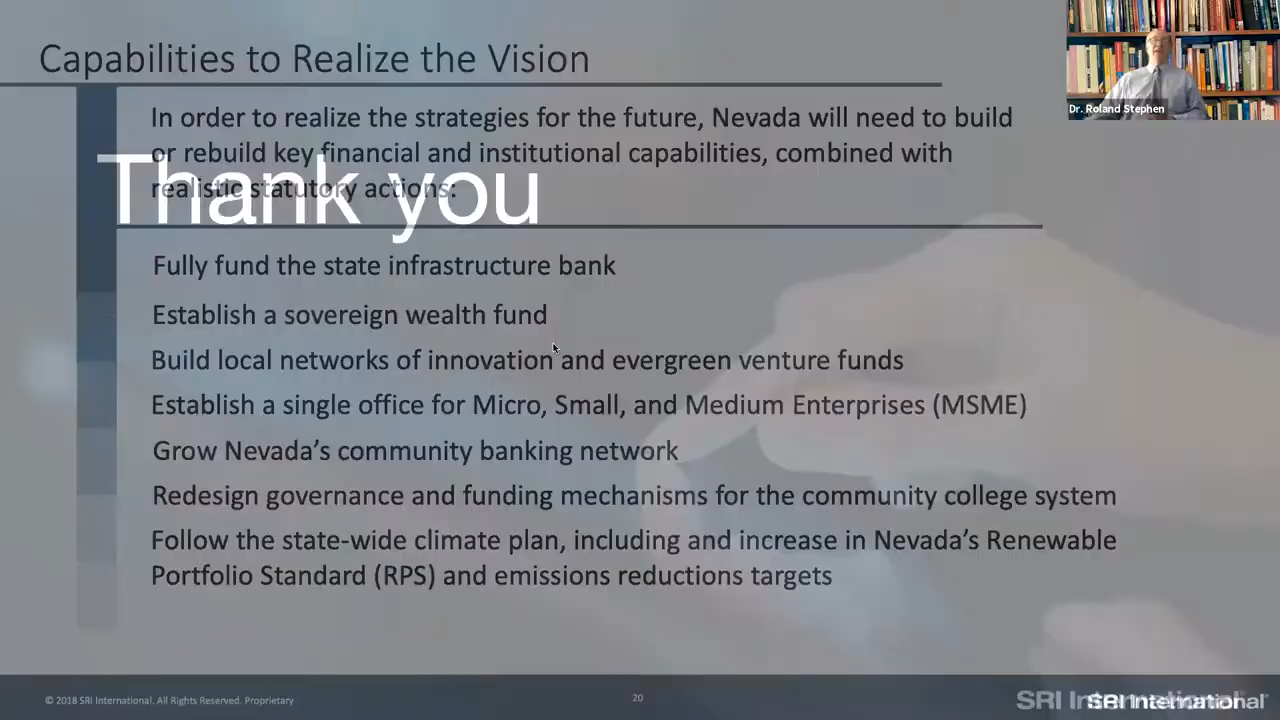 Capabilities to Realize the Vision
Dr. Roland Stephen
In order to realize the strategies for the future, Nevada will need to build
or rebuild key financial and institutional capabilities, combined with
realistic statutory actions:
Thank you
Fully fund the state infrastructure bank
Establish a sovereign wealth fund
Build local networks of innovation and evergreen venture funds
Establish a single office for Micro, Small, and Medium Enterprises (MSME)
Grow Nevada’s community banking network
Redesign governance and funding mechanisms for the community college system
Follow the state-wide climate plan, including and increase in Nevada’s Renewable
Portfolio Standard (RPS) and emissions reductions targets
© 2018 SRI International. All Rights Reserved. Proprietary
20
SRI International
SRI International